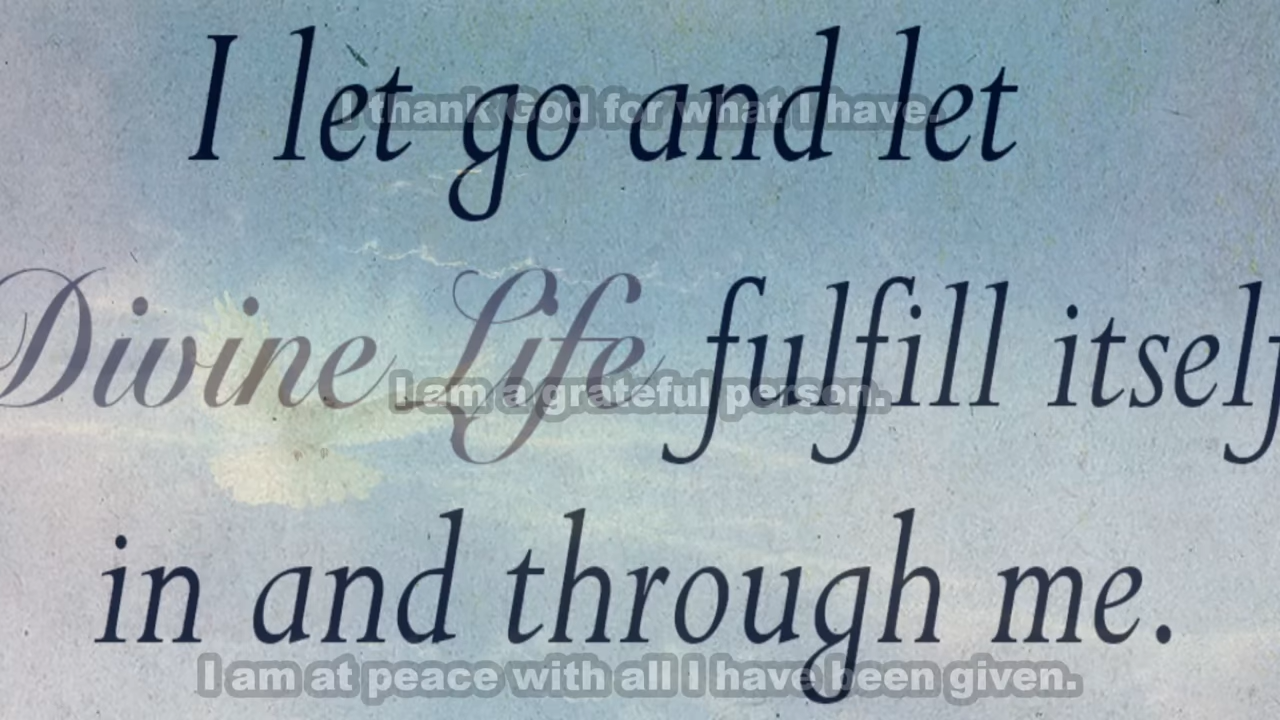 I let go and let
I thank God for what I have.
Divine Life fulfill itself
I am a grateful person.
in and through me.
I am at peace with all I have been given.